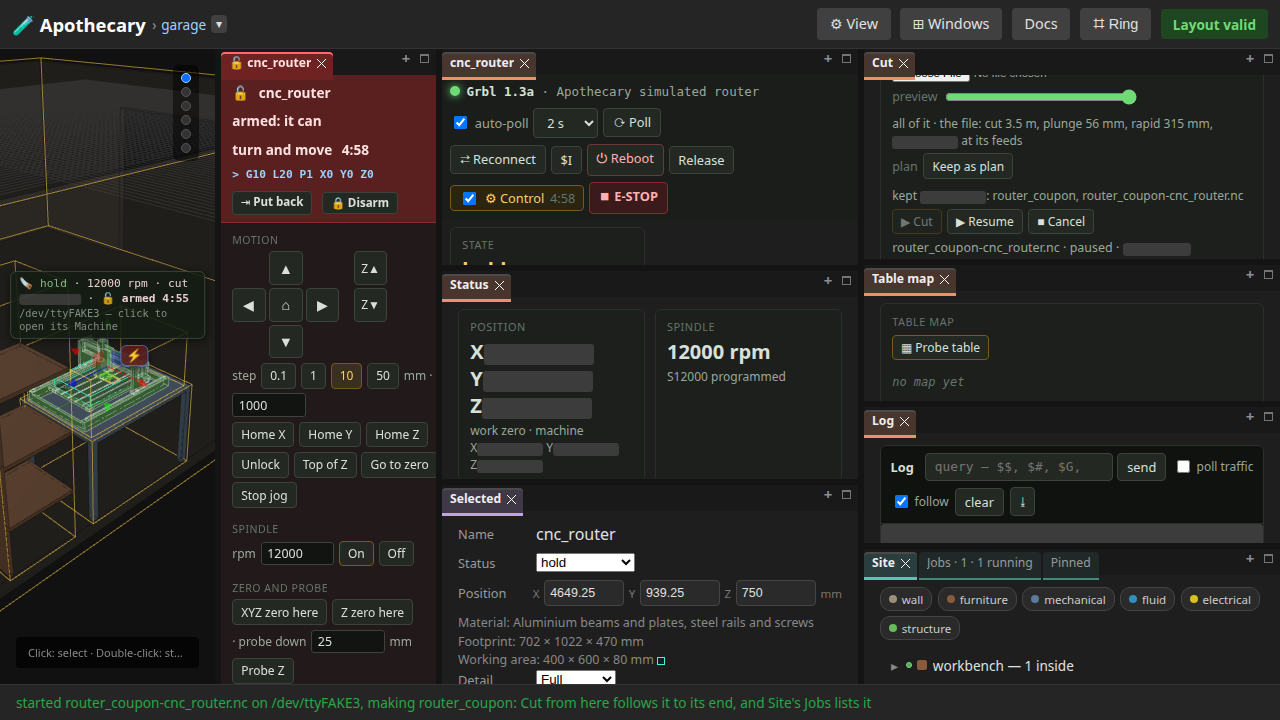 🧪 Apothecary › garage ▾
⚙ View
⊞ Windows
Docs
⌗ Ring
Layout valid
🔓 cnc_router
🔓 cnc_router
armed: it can
turn and move 4:58
> G10 L20 P1 X0 Y0 Z0
⇥ Put back
🔒 Disarm
MOTION
▲
Z▲
◀ ⌂ ▶
Z▼
▼
step 0.1 1 10 50 mm ·
1000
Home X Home Y Home Z
Unlock Top of Z Go to zero
Stop jog
SPINDLE
rpm 12000 On Off
ZERO AND PROBE
XYZ zero here Z zero here
· probe down 25 mm
Probe Z
hold · 12000 rpm · cut
· 🔓 armed 4:55
/dev/ttyFAKE3 — click to
open its Machine
⚡
Click: select · Double-click: st...
cnc_router
Grbl 1.3a · Apothecary simulated router
auto-poll 2 s ⟳ Poll
⇄ Reconnect $I ⏻ Reboot Release
⚙ Control 4:58 ■ E-STOP
STATE
Status
POSITION
X
Y
Z
work zero · machine
X Y
Z
SPINDLE
12000 rpm
S12000 programmed
Selected
Name cnc_router
Status hold
Position X 4649.25 Y 939.25 Z 750 mm
Material: Aluminium beams and plates, steel rails and screws
Footprint: 702 × 1022 × 470 mm
Working area: 400 × 600 × 80 mm
Detail Full
Cut
preview
all of it · the file: cut 3.5 m, plunge 56 mm, rapid 315 mm,
at its feeds
plan Keep as plan
kept : router_coupon, router_coupon-cnc_router.nc
▶ Cut ▶ Resume ■ Cancel
router_coupon-cnc_router.nc · paused ·
Table map
TABLE MAP
▦ Probe table
no map yet
Log
Log query — $$, $#, $G, send poll traffic
follow clear ⤓
Site
Jobs · 1 · 1 running
Pinned
wall furniture mechanical fluid electrical
structure
▸ workbench — 1 inside
started router_coupon-cnc_router.nc on /dev/ttyFAKE3, making router_coupon: Cut from here follows it to its end, and Site's Jobs lists it